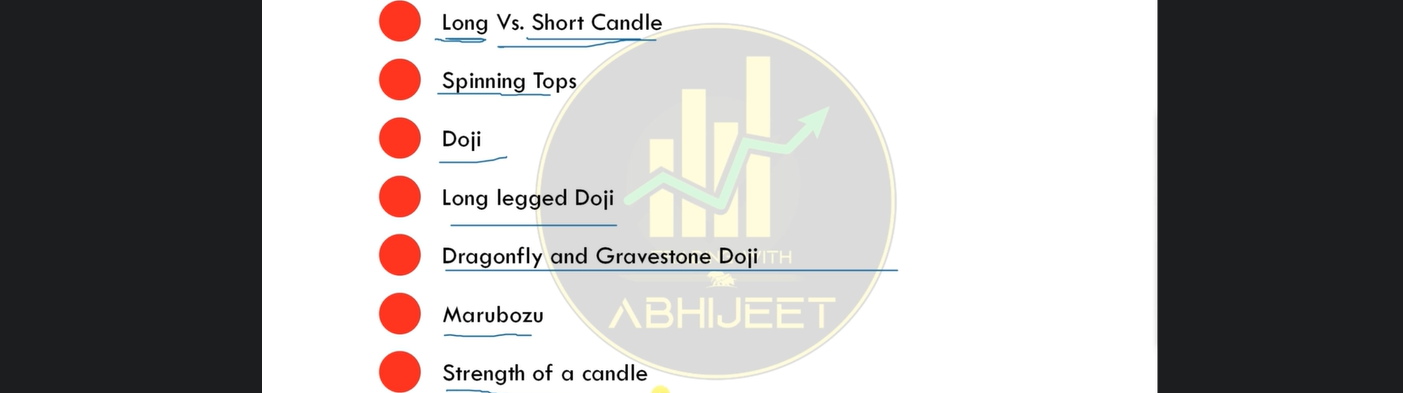 Long Vs. Short Candle
Spinning Tops
Doji
Long legged Doji
Dragonfly and Gravestone Doji
WITH
Marubozu
ABHIJEET
Strength of a candle